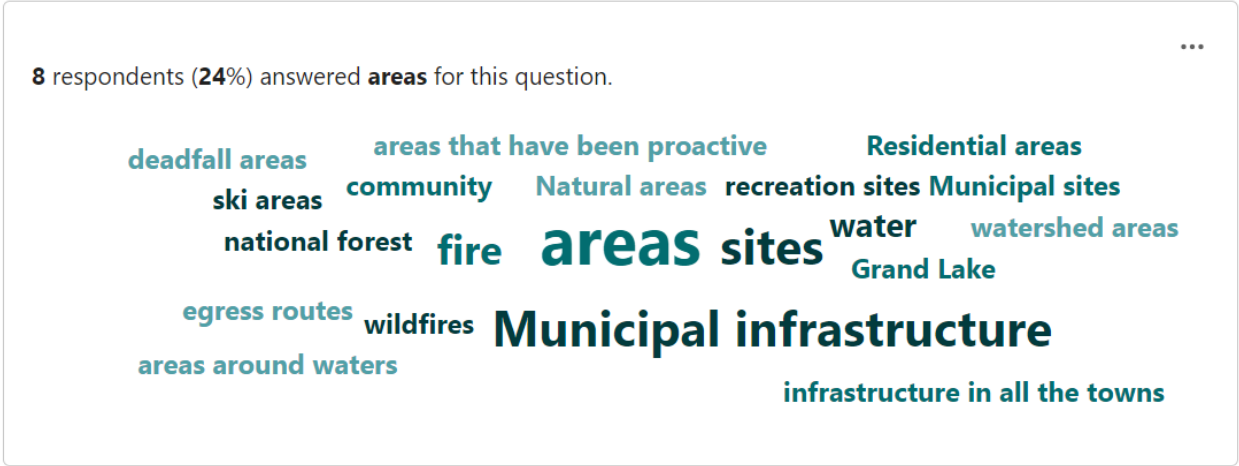 ...
8 respondents (24%) answered areas for this question.
deadfall areas
areas that have been proactive
Residential areas
ski areas
community
Natural areas
recreation sites
Municipal sites
national forest
fire
areas
sites
water
watershed areas
Grand Lake
egress routes
wildfires
Municipal infrastructure
areas around waters
infrastructure in all the towns